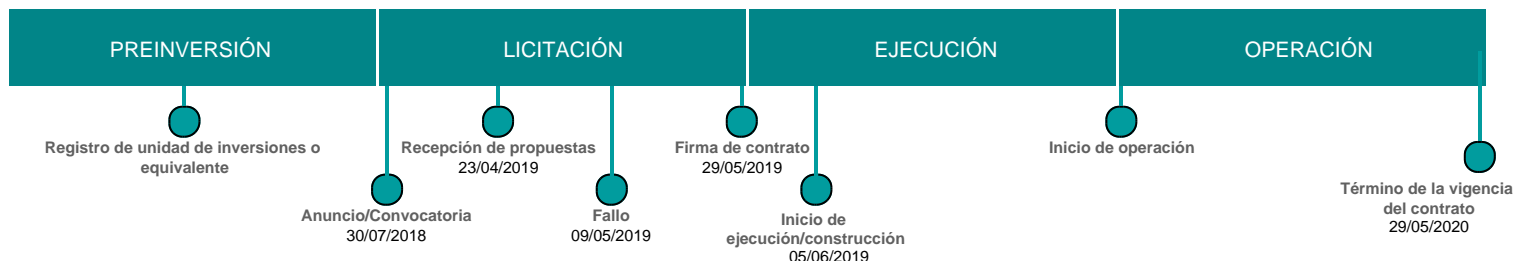 PREINVERSIÓN
LICITACIÓN
EJECUCIÓN
OPERACIÓN
Registro de unidad de inversiones o
equivalente
Anuncio/Convocatoria
30/07/2018
Recepción de propuestas
23/04/2019
Fallo
09/05/2019
Firma de contrato
29/05/2019
Inicio de
ejecución/construcción
05/06/2019
Inicio de operación
Término de la vigencia
del contrato
29/05/2020